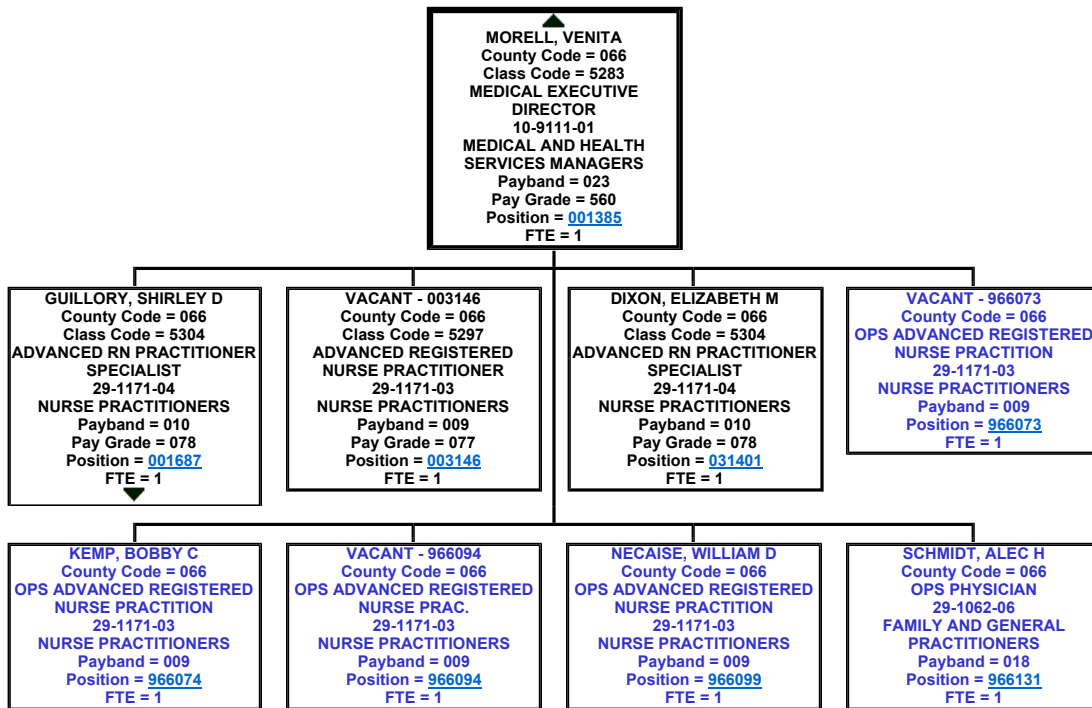 MORELL, VENITA
County Code = 066
Class Code = 5283
MEDICAL EXECUTIVE
DIRECTOR
10-9111-01
MEDICAL AND HEALTH
SERVICES MANAGERS
Payband = 023
Pay Grade = 560
Position = 001385
FTE = 1
GUILLORY, SHIRLEY D
County Code = 066
Class Code = 5304
ADVANCED RN PRACTITIONER
SPECIALIST
29-1171-04
NURSE PRACTITIONERS
Payband = 010
Pay Grade = 078
Position = 001687
FTE = 1
VACANT - 003146
County Code = 066
Class Code = 5297
ADVANCED REGISTERED
NURSE PRACTITIONER
29-1171-03
NURSE PRACTITIONERS
Payband = 009
Pay Grade = 077
Position = 003146
FTE = 1
DIXON, ELIZABETH M
County Code = 066
Class Code = 5304
ADVANCED RN PRACTITIONER
SPECIALIST
29-1171-04
NURSE PRACTITIONERS
Payband = 010
Pay Grade = 078
Position = 031401
FTE = 1
VACANT - 966073
County Code = 066
OPS ADVANCED REGISTERED
NURSE PRACTITION
29-1171-03
NURSE PRACTITIONERS
Payband = 009
Position = 966073
FTE = 1
KEMP, BOBBY C
County Code = 066
OPS ADVANCED REGISTERED
NURSE PRACTITION
29-1171-03
NURSE PRACTITIONERS
Payband = 009
Position = 966074
FTE = 1
VACANT - 966094
County Code = 066
OPS ADVANCED REGISTERED
NURSE PRAC.
29-1171-03
NURSE PRACTITIONERS
Payband = 009
Position = 966094
FTE = 1
NECAISE, WILLIAM D
County Code = 066
OPS ADVANCED REGISTERED
NURSE PRACTITION
29-1171-03
NURSE PRACTITIONERS
Payband = 009
Position = 966099
FTE = 1
SCHMIDT, ALEC H
County Code = 066
OPS PHYSICIAN
29-1062-06
FAMILY AND GENERAL
PRACTITIONERS
Payband = 018
Position = 966131
FTE = 1